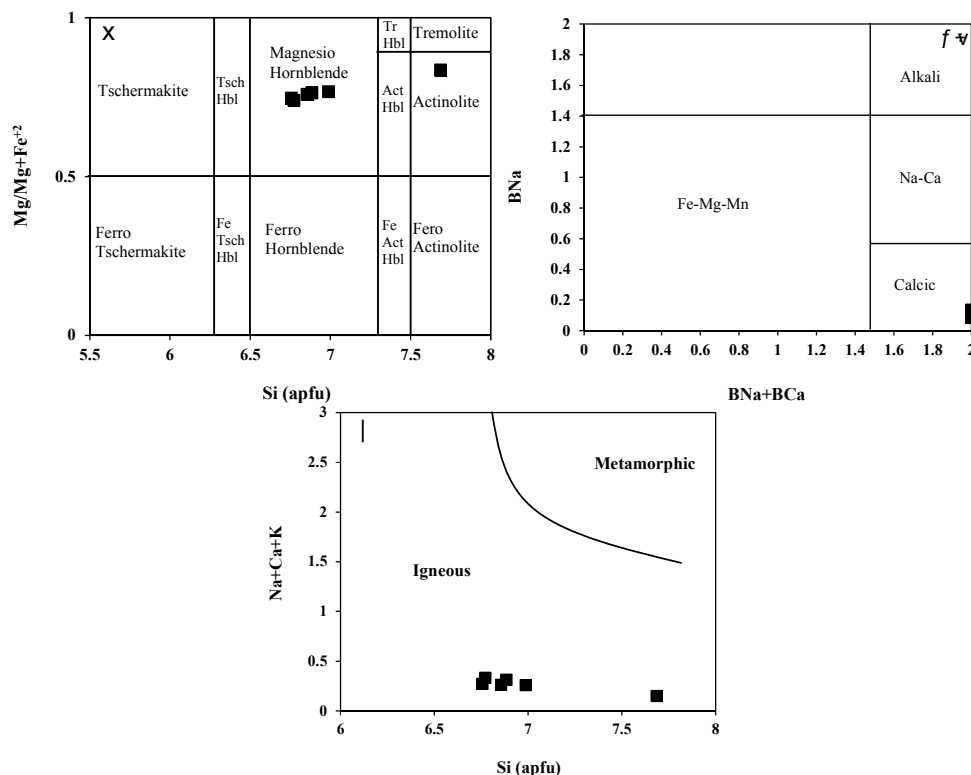 X
1
0.5
0
Mg/Mg+Fe+2
Tschermakite
Tsch
Hbl
Magnesio
Hornblende
Tr
Hbl
Tremolite
Act
Hbl
Actinolite
Ferro
Tschermakite
Fe
Tsch
Hbl
Ferro
Hornblende
Fe
Act
Hbl
Fero
Actinolite
5.5 6 6.5 7 7.5 8
Si (apfu)
2
1.8
1.6
1.4
1.2
1
0.8
0.6
0.4
0.2
0
BNa
Alkali
Fe-Mg-Mn
Na-Ca
Calcic
0 0.2 0.4 0.6 0.8 1 1.2 1.4 1.6 1.8 2
BNa+BCa
3
2.5
2
1.5
1
0.5
0
Na+Ca+K
Metamorphic
Igneous
6 6.5 7 7.5 8
Si (apfu)